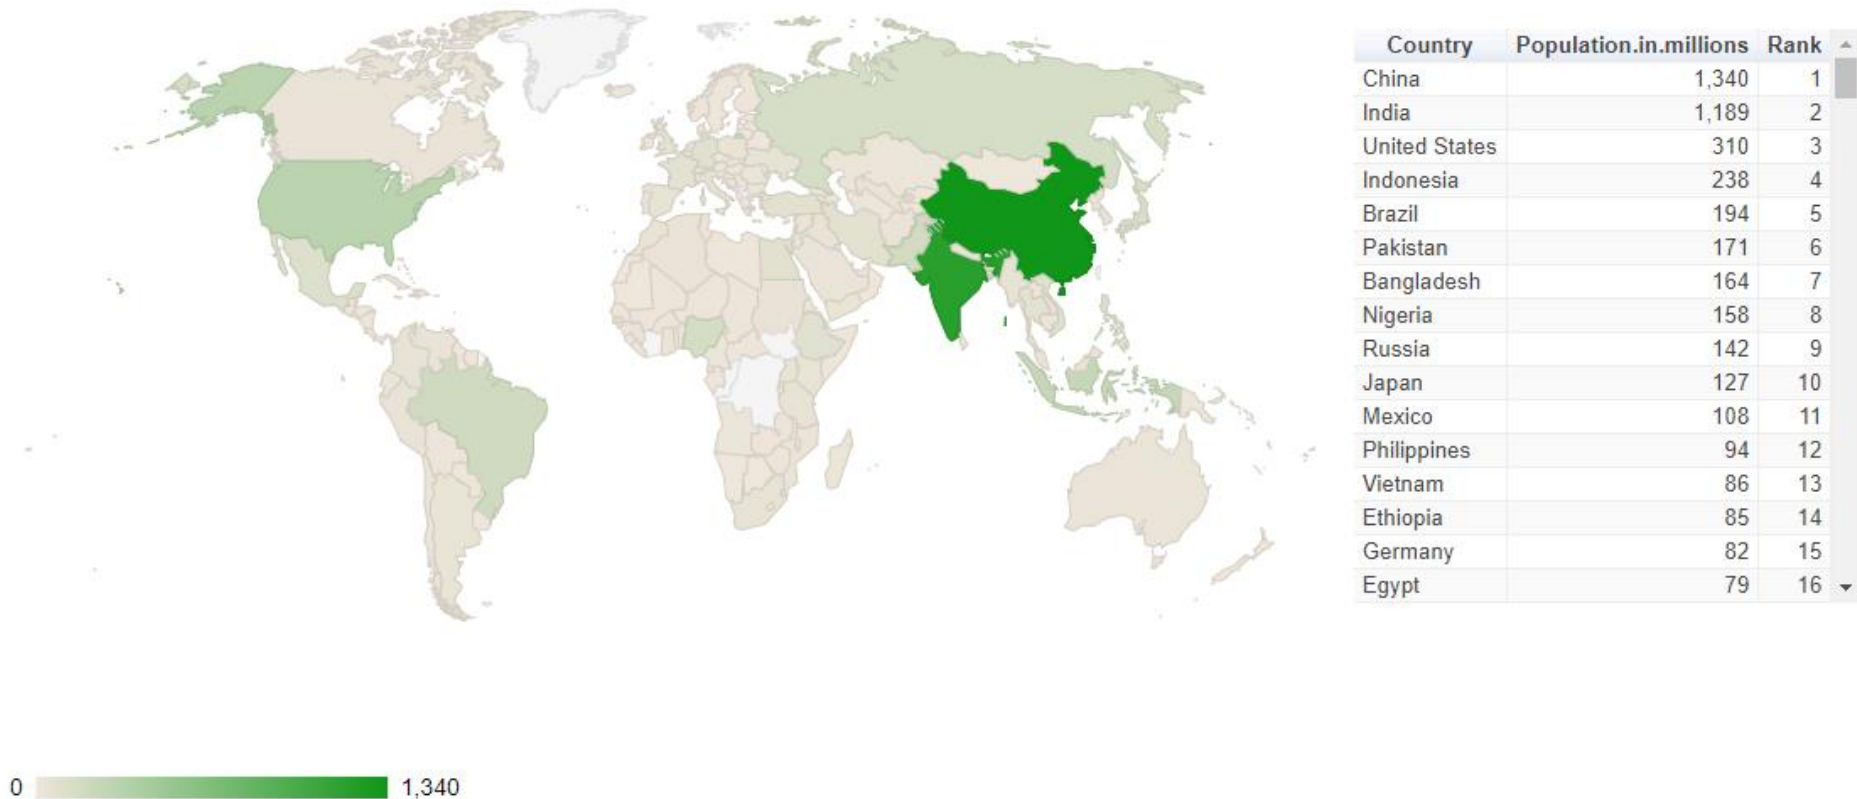 Country Population.in.millions Rank
China 1,340 1
India 1,189 2
United States 310 3
Indonesia 238 4
Brazil 194 5
Pakistan 171 6
Bangladesh 164 7
Nigeria 158 8
Russia 142 9
Japan 127 10
Mexico 108 11
Philippines 94 12
Vietnam 86 13
Ethiopia 85 14
Germany 82 15
Egypt 79 16
0 1,340